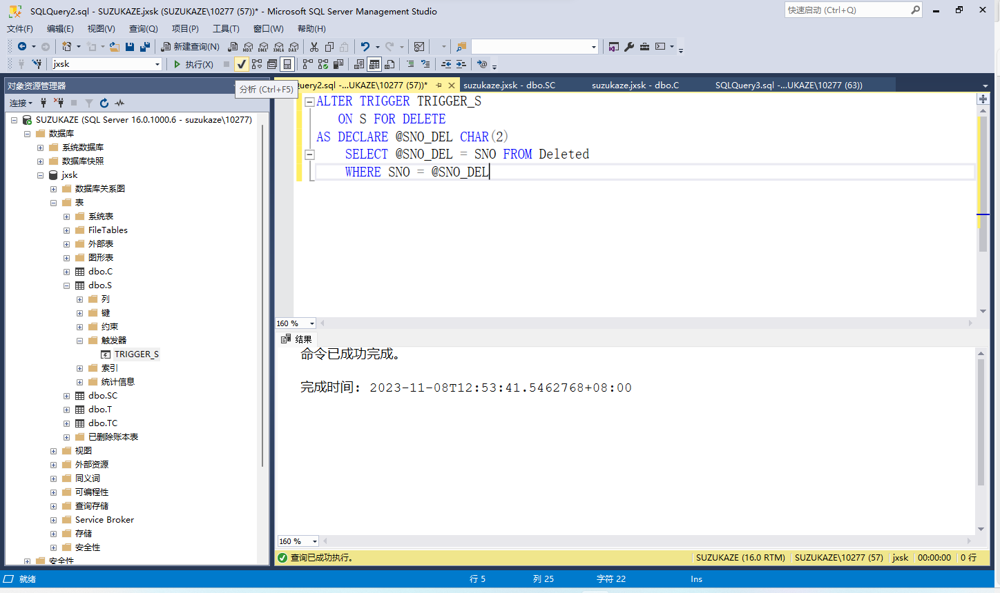 SQLQuery2.sql - SUZUKAZE.jxsk (SUZUKAZE\10277 (57))* - Microsoft SQL Server Management Studio
快速启动 (Ctrl+Q)
文件(F) 编辑(E) 视图(V) 查询(Q) 项目(P) 工具(T) 窗口(W) 帮助(H)
新建查询(N) MDX DMX XMLA DAX
jxsk 执行(X)
对象资源管理器
分析 (Ctrl+F5)
uery2.sql -...UKAZE\10277 (57))* suzukaze.jxsk - dbo.SC suzukaze.jxsk - dbo.C SQLQuery3.sql -...UKAZE\10277 (63))
连接
SUZUKAZE (SQL Server 16.0.1000.6 - suzukaze\10277)
数据库
系统数据库
数据库快照
jxsk
数据库关系图
表
系统表
FileTables
外部表
图形表
dbo.C
dbo.S
列
键
约束
触发器
TRIGGER_S
索引
统计信息
dbo.SC
dbo.T
dbo.TC
已删除账本表
视图
外部资源
同义词
可编程性
查询存储
Service Broker
存储
安全性
安全性
ALTER TRIGGER TRIGGER_S
ON S FOR DELETE
AS DECLARE @SNO_DEL CHAR(2)
SELECT @SNO_DEL = SNO FROM Deleted
WHERE SNO = @SNO_DEL
160 %
结果
命令已成功完成。
完成时间: 2023-11-08T12:53:41.5462768+08:00
160 %
查询已成功执行。 SUZUKAZE (16.0 RTM) SUZUKAZE\10277 (57) jxsk 00:00:00 0 行
就绪 行 5 列 25 字符 22 Ins